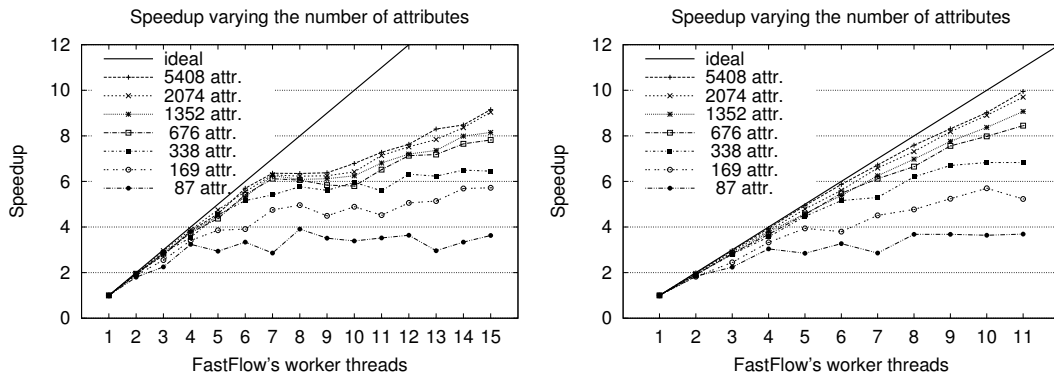 Speedup varying the number of attributes
Speedup
12
10
8
6
4
2
0
ideal
5408 attr.
2074 attr.
1352 attr.
676 attr.
338 attr.
169 attr.
87 attr.
1 2 3 4 5 6 7 8 9 10 11 12 13 14 15
FastFlow's worker threads
Speedup varying the number of attributes
Speedup
12
10
8
6
4
2
0
ideal
5408 attr.
2074 attr.
1352 attr.
676 attr.
338 attr.
169 attr.
87 attr.
1 2 3 4 5 6 7 8 9 10 11
FastFlow's worker threads